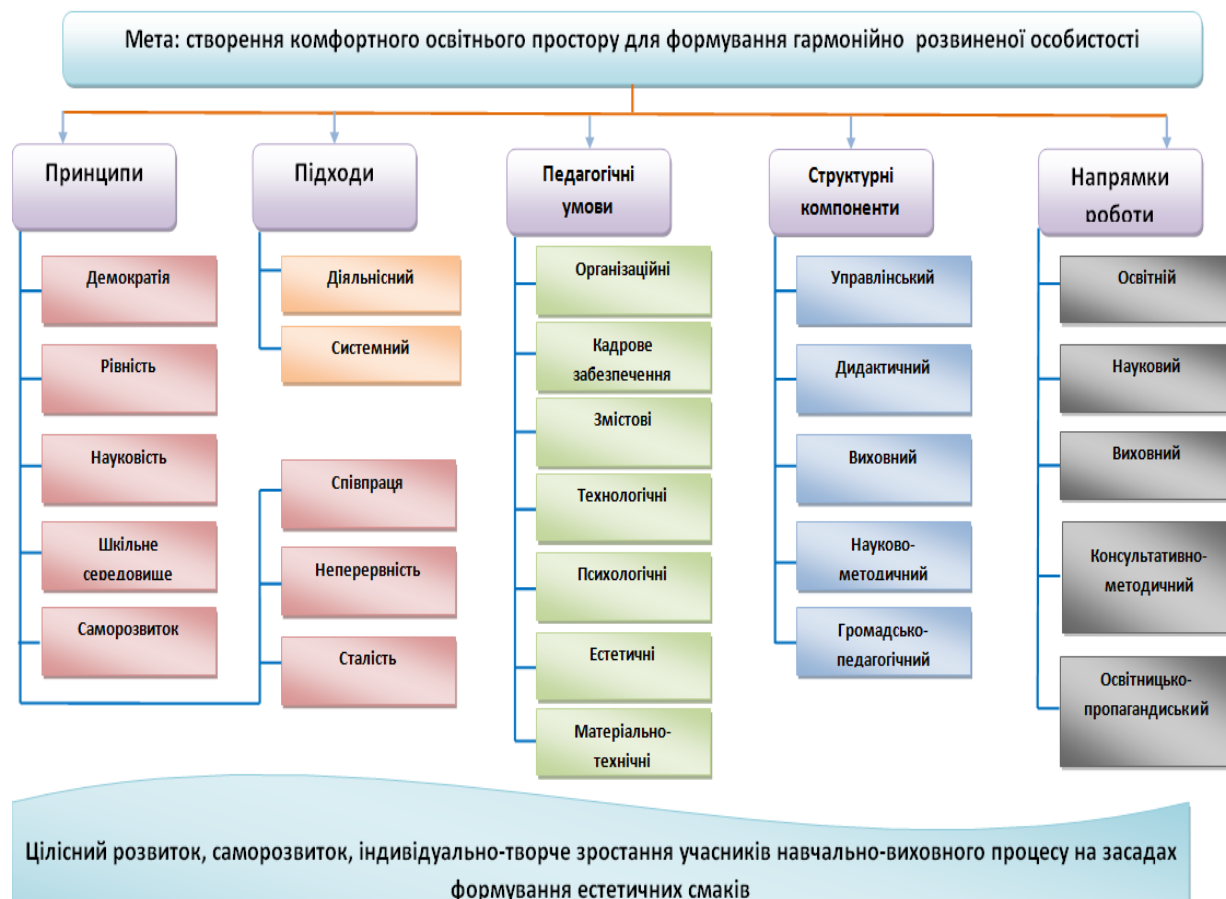 Мета: створення комфортного освітнього простору для формування гармонійно розвиненої особистості
Принципи
Демократія
Рівність
Науковість
Шкільне
середовище
Саморозвиток
Підходи
Діяльнісний
Системний
Співпраця
Неперервність
Сталість
Педагогічні
умови
Організаційні
Кадрове
забезпечення
Змістові
Технологічні
Психологічні
Естетичні
Матеріально-
технічні
Структурні
компоненти
Управлінський
Дидактичний
Виховний
Науково-
методичний
Громадсько-
педагогічний
Напрямки
роботи
Освітній
Науковий
Виховний
Консультативно-
методичний
Освітницько-
пропагандиський
Цілісний розвиток, саморозвиток, індивідуально-творче зростання учасників навчально-виховного процесу на засадах
формування естетичних смаків